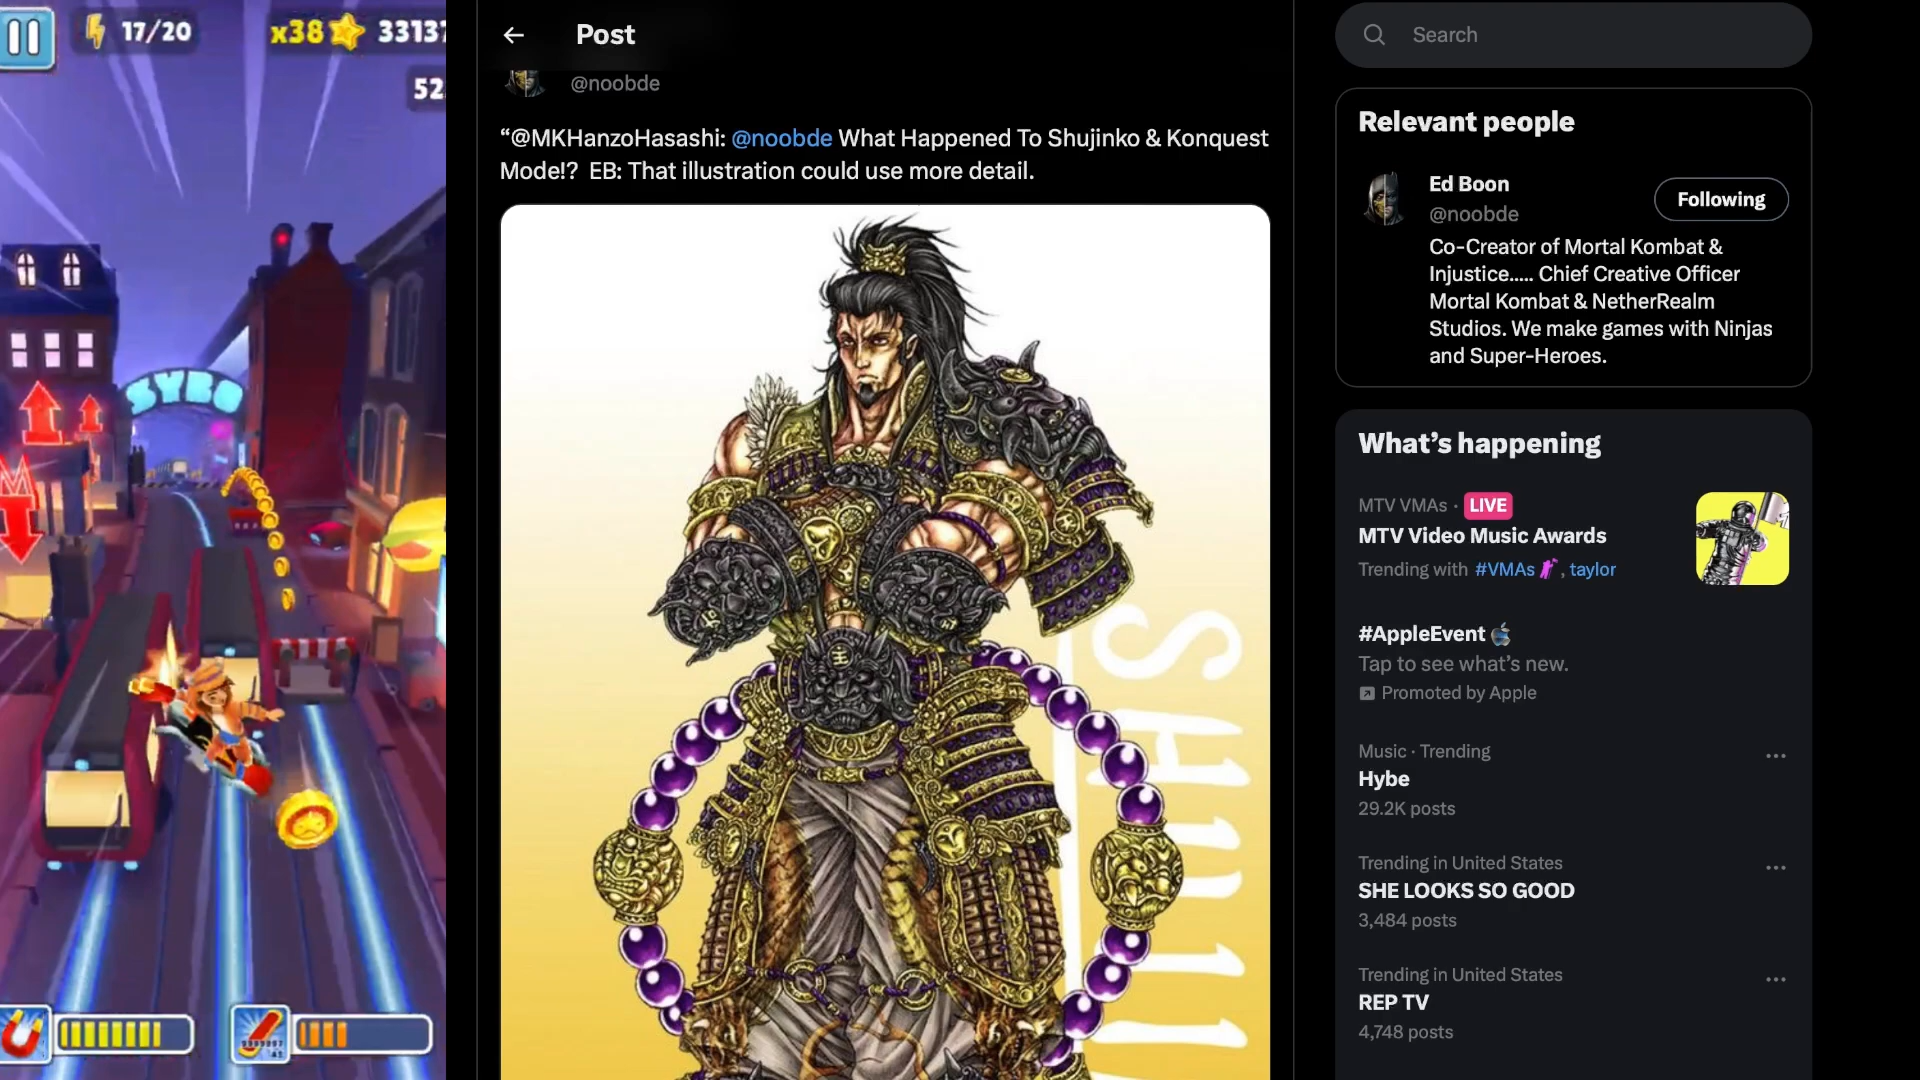 17/20
x38
33137
52
SYBO
Post
@noobde
“@MKHanzoHasashi: @noobde What Happened To Shujinko & Konquest
Mode!? EB: That illustration could use more detail.
SHUJI
Search
Relevant people
Ed Boon
@noobde
Following
Co-Creator of Mortal Kombat &
Injustice..... Chief Creative Officer
Mortal Kombat & NetherRealm
Studios. We make games with Ninjas
and Super-Heroes.
What’s happening
MTV VMAs · LIVE
MTV Video Music Awards
Trending with #VMAs , taylor
#AppleEvent
Tap to see what’s new.
Promoted by Apple
Music · Trending
Hybe
29.2K posts
Trending in United States
SHE LOOKS SO GOOD
3,484 posts
Trending in United States
REP TV
4,748 posts